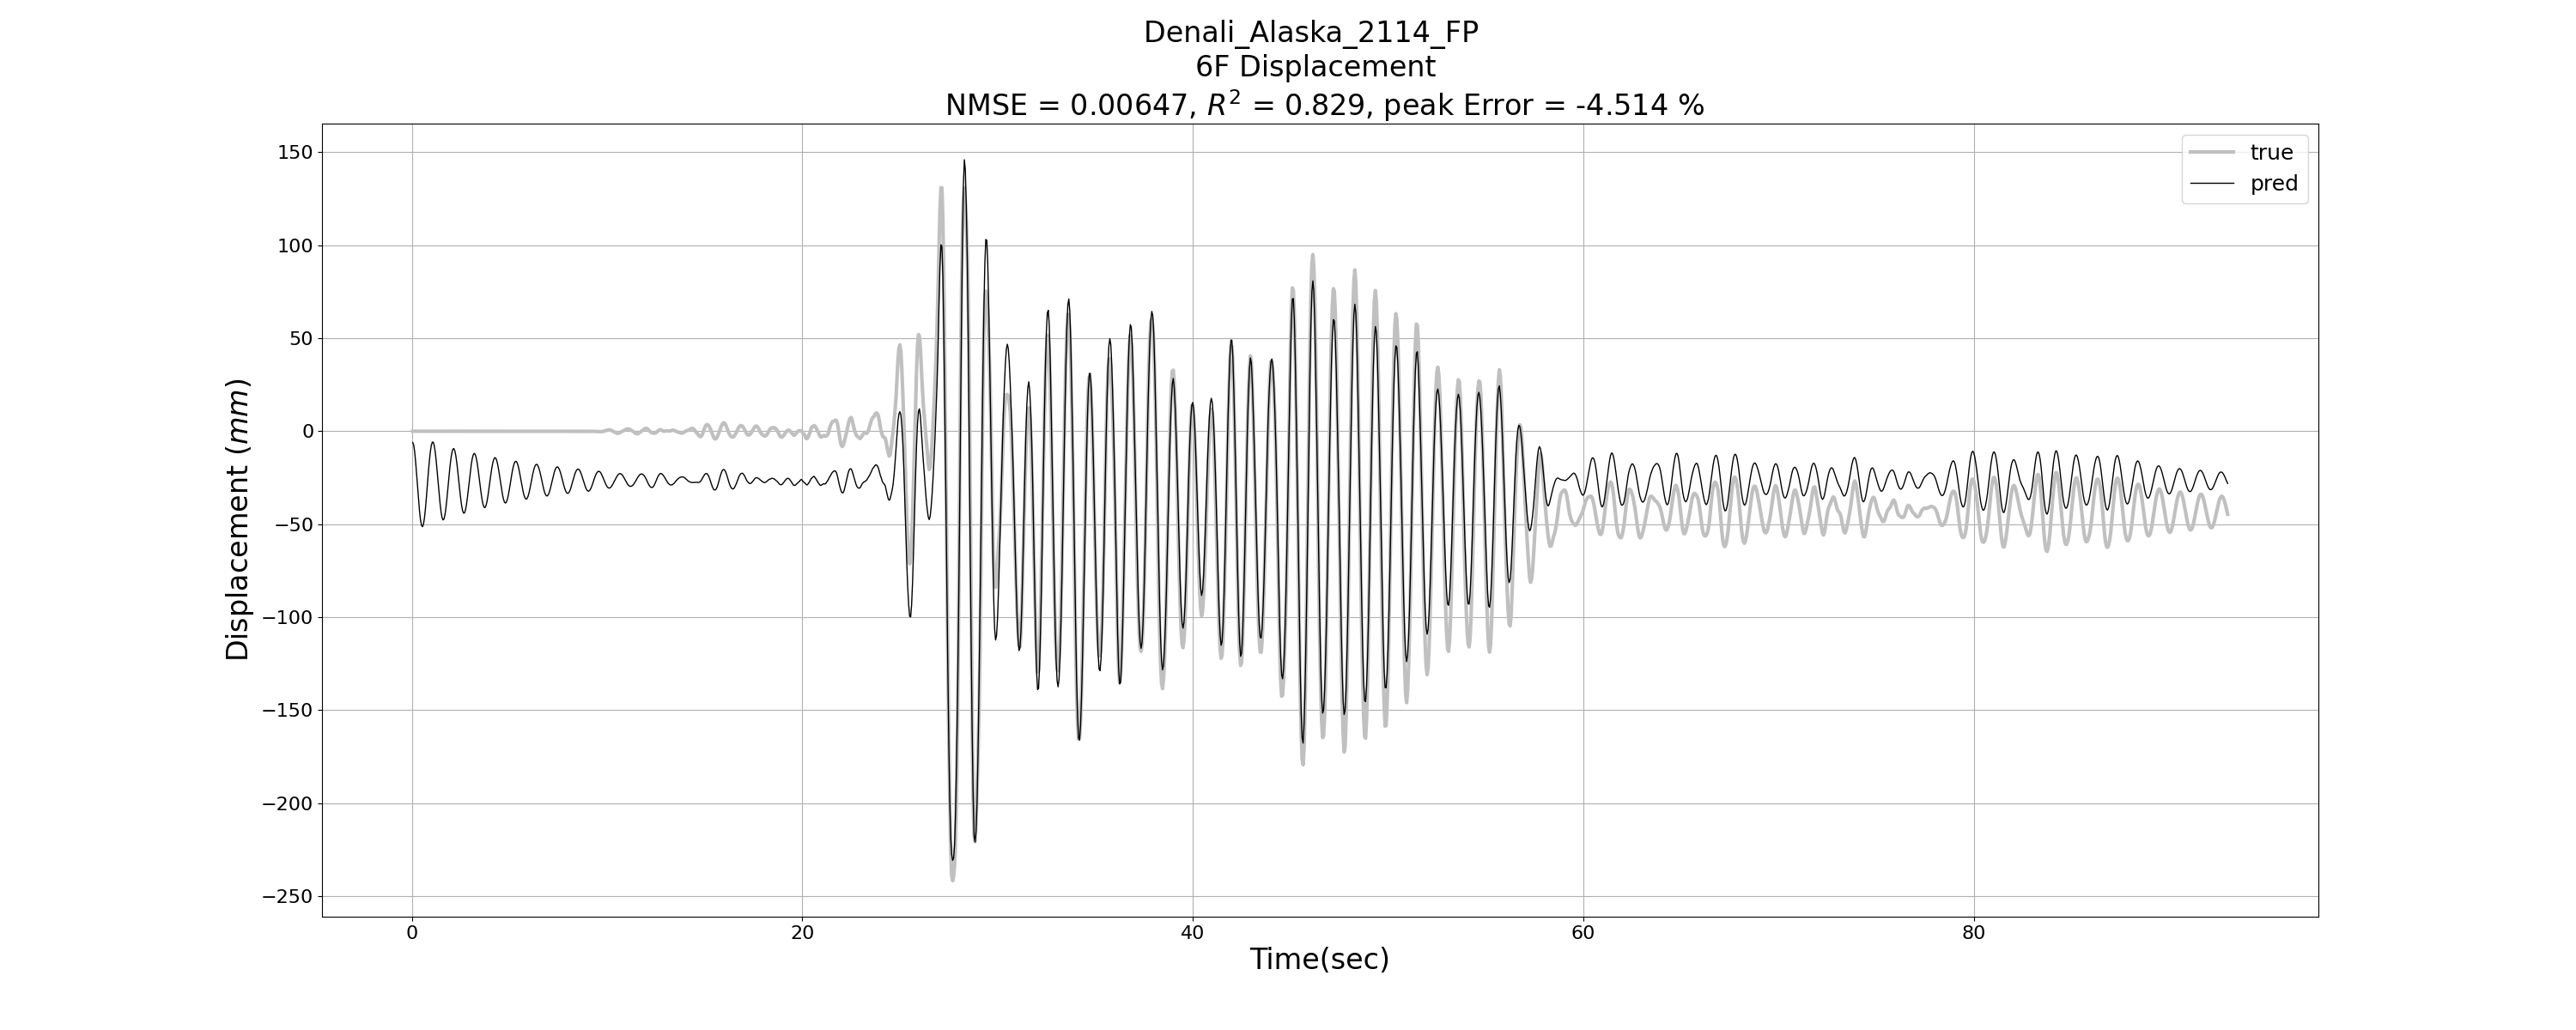 Denali_Alaska_2114_FP
6F Displacement
NMSE = 0.00647, R² = 0.829, peak Error = -4.514 %
true
pred
150
100
50
0
−50
−100
−150
−200
−250
Displacement (mm)
0 20 40 60 80
Time(sec)